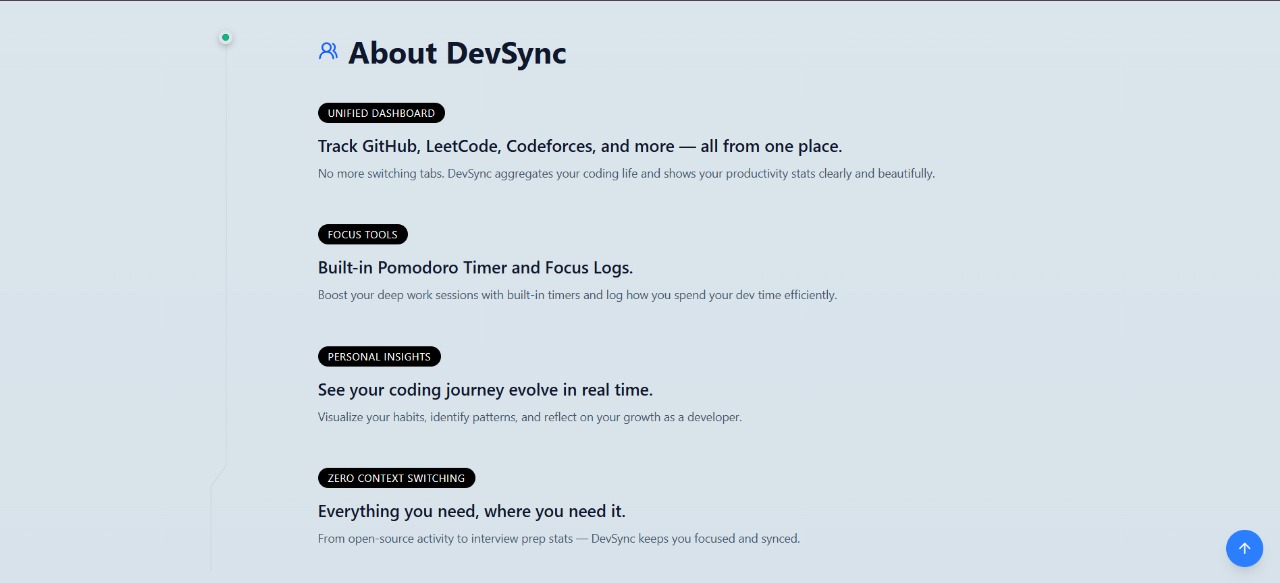 About DevSync
UNIFIED DASHBOARD
Track GitHub, LeetCode, Codeforces, and more — all from one place.
No more switching tabs. DevSync aggregates your coding life and shows your productivity stats clearly and beautifully.
FOCUS TOOLS
Built-in Pomodoro Timer and Focus Logs.
Boost your deep work sessions with built-in timers and log how you spend your dev time efficiently.
PERSONAL INSIGHTS
See your coding journey evolve in real time.
Visualize your habits, identify patterns, and reflect on your growth as a developer.
ZERO CONTEXT SWITCHING
Everything you need, where you need it.
From open-source activity to interview prep stats — DevSync keeps you focused and synced.